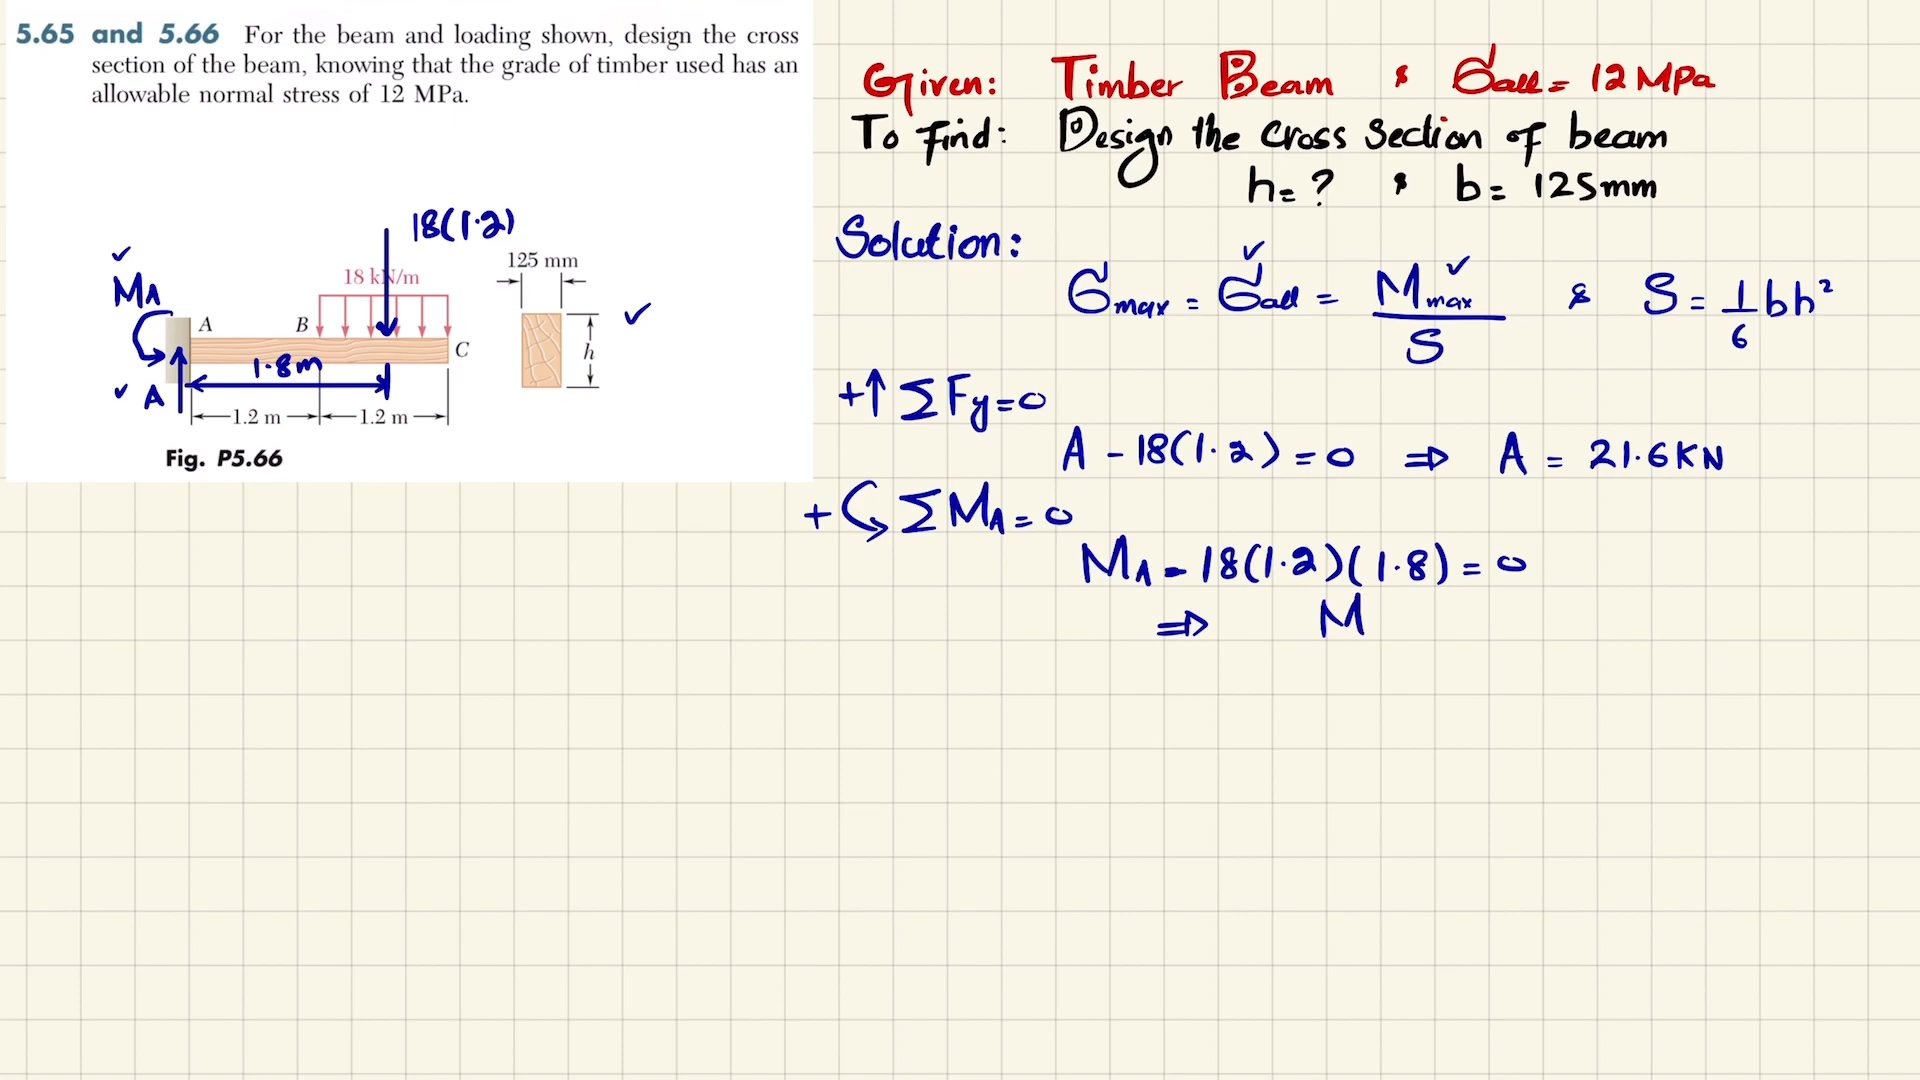 5.65 and 5.66 For the beam and loading shown, design the cross
section of the beam, knowing that the grade of timber used has an
allowable normal stress of 12 MPa.
18(1.2)
125 mm
18 kN/m
✓
MA
A
B
C
h
✓
1.8m
✓ A
1.2 m
1.2 m
Fig. P5.66
Given: Timber Beam & σall = 12 MPa
To Find: Design the cross section of beam
h = ? & b = 125mm
Solution:
σmax = σall = Mmax / S & S = 1/6 bh²
+↑ ΣFy = 0
A - 18(1.2) = 0 ⇒ A = 21.6KN
+ ⤹ ΣMA = 0
MA - 18(1.2)(1.8) = 0
⇒ M